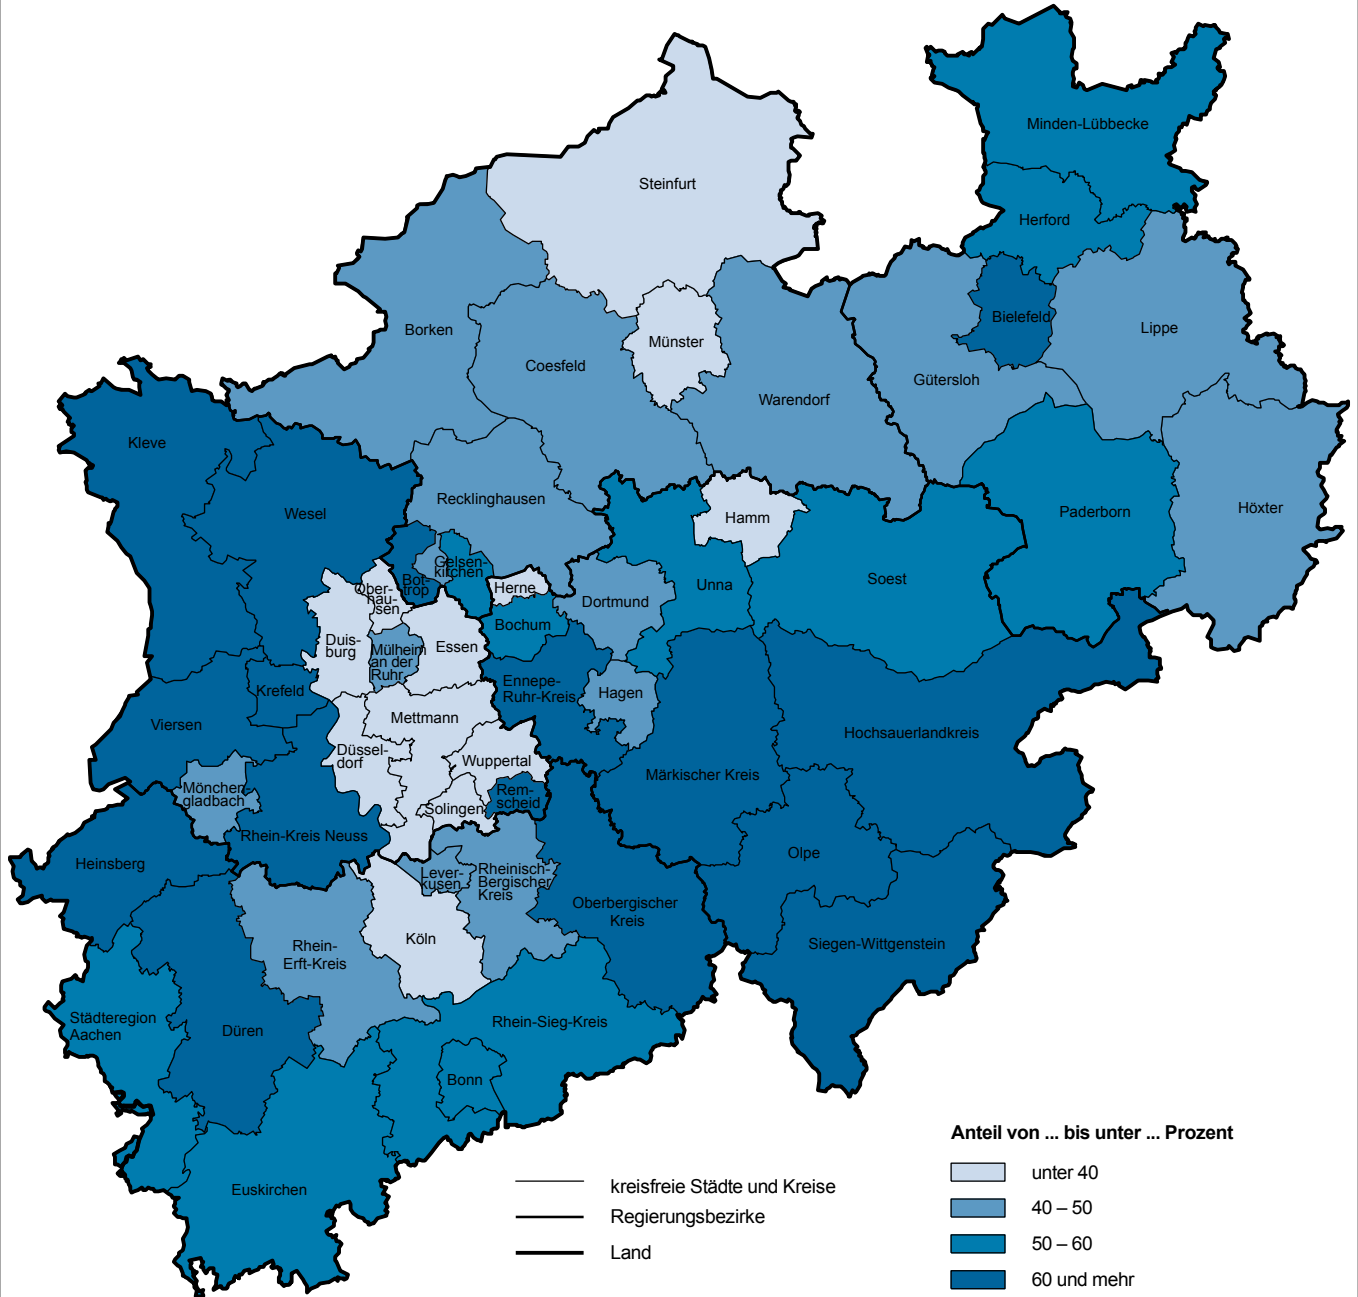 Minden-Lübbecke
Steinfurt
Herford
Bielefeld
Lippe
Borken
Münster
Coesfeld
Gütersloh
Warendorf
Kleve
Recklinghausen
Wesel
Hamm
Paderborn
Höxter
Gelsen-
kirchen
Bot-
trop
Ober-
hau-
sen
Herne
Dortmund
Unna
Soest
Bochum
Duis-
burg
Mülheim
an der
Ruhr
Essen
Ennepe-
Ruhr-Kreis
Hagen
Krefeld
Viersen
Mettmann
Hochsauerlandkreis
Düssel-
dorf
Wuppertal
Märkischer Kreis
Mönchen-
gladbach
Rem-
scheid
Solingen
Rhein-Kreis Neuss
Heinsberg
Olpe
Lever-
kusen
Rheinisch-
Bergischer
Kreis
Oberbergischer
Kreis
Köln
Siegen-Wittgenstein
Rhein-
Erft-Kreis
Städteregion
Aachen
Düren
Rhein-Sieg-Kreis
Bonn
Euskirchen
kreisfreie Städte und Kreise
Regierungsbezirke
Land
Anteil von ... bis unter ... Prozent
unter 40
40 – 50
50 – 60
60 und mehr